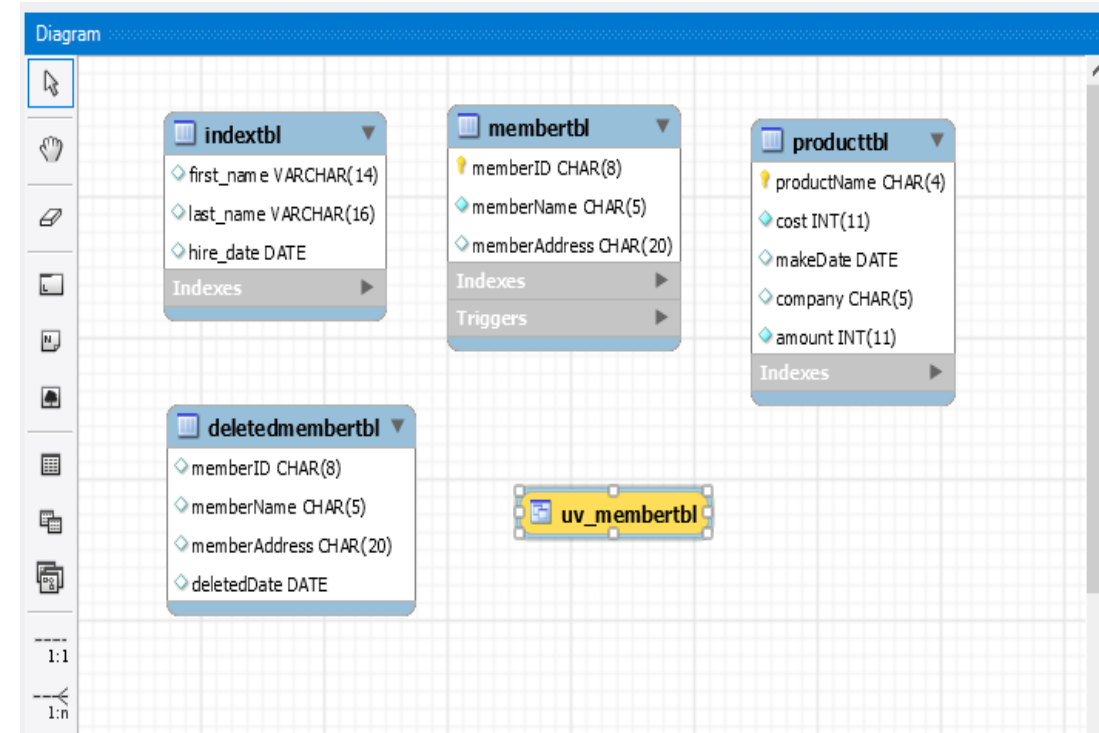 Diagram
indextbl
first_name VARCHAR(14)
last_name VARCHAR(16)
hire_date DATE
Indexes
membertbl
memberID CHAR(8)
memberName CHAR(5)
memberAddress CHAR(20)
Indexes
Triggers
producttbl
productName CHAR(4)
cost INT(11)
makeDate DATE
company CHAR(5)
amount INT(11)
Indexes
deletedmembertbl
memberID CHAR(8)
memberName CHAR(5)
memberAddress CHAR(20)
deletedDate DATE
uv_membertbl
1:1
1:n